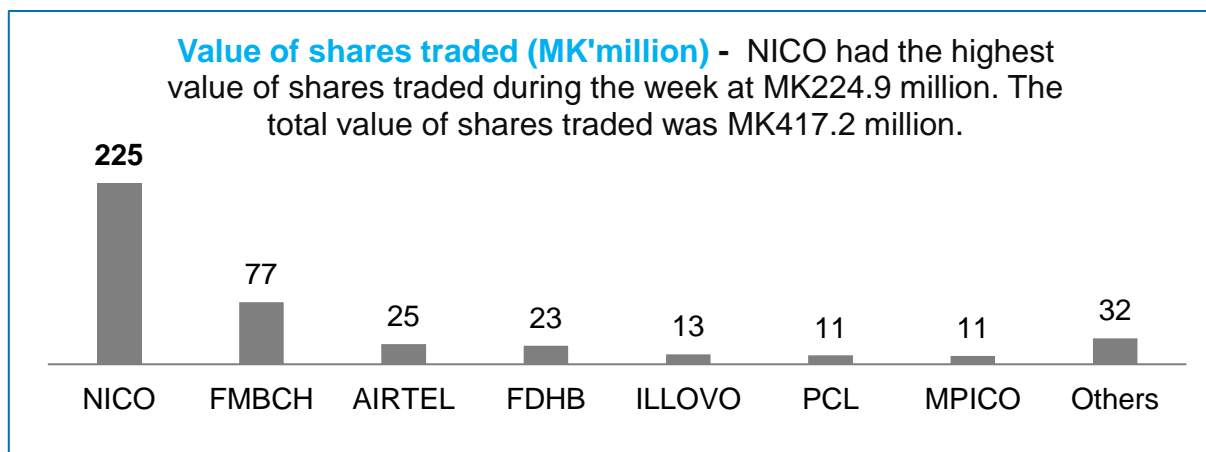 Value of shares traded (MK'million) - NICO had the highest
value of shares traded during the week at MK224.9 million. The
total value of shares traded was MK417.2 million.
225
77
25
23
13
11
11
32
NICO
FMBCH
AIRTEL
FDHB
ILLOVO
PCL
MPICO
Others